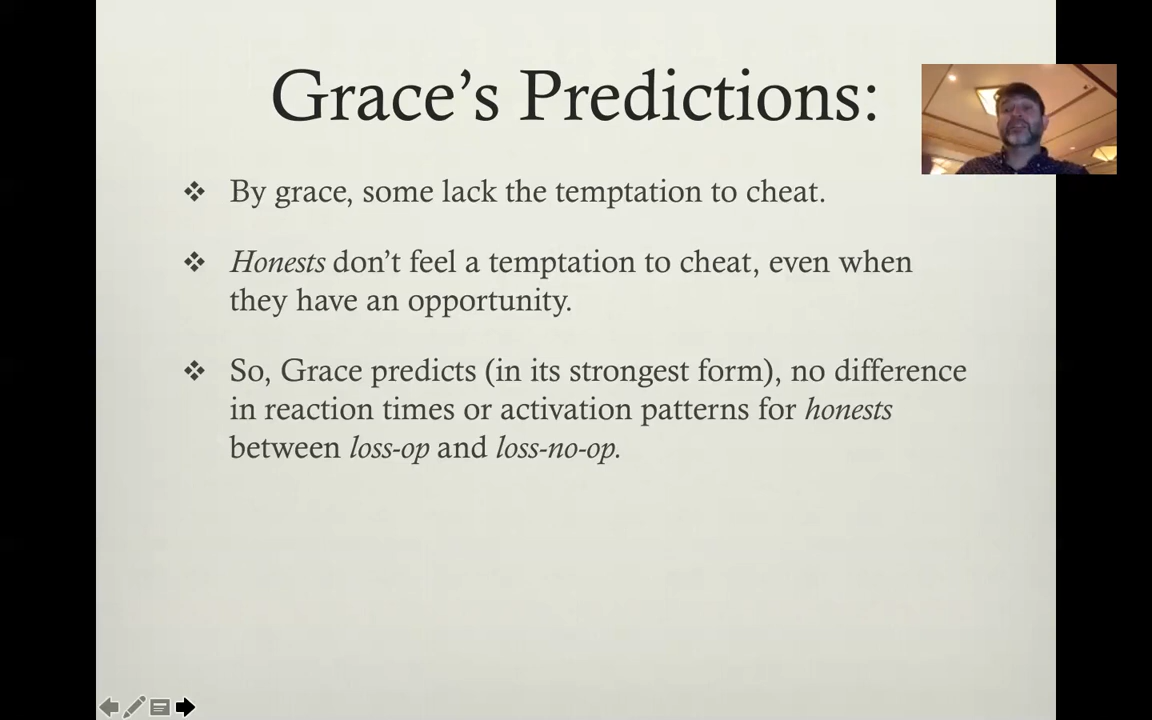 Grace’s Predictions:
❖ By grace, some lack the temptation to cheat.
❖ Honests don’t feel a temptation to cheat, even when
they have an opportunity.
❖ So, Grace predicts (in its strongest form), no difference
in reaction times or activation patterns for honests
between loss-op and loss-no-op.